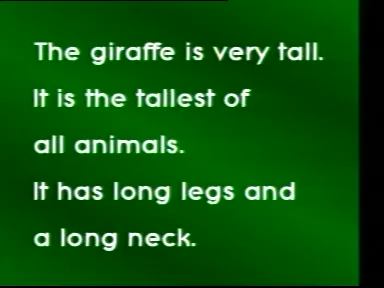 The giraffe is very tall.
It is the tallest of
all animals.
It has long legs and
a long neck.